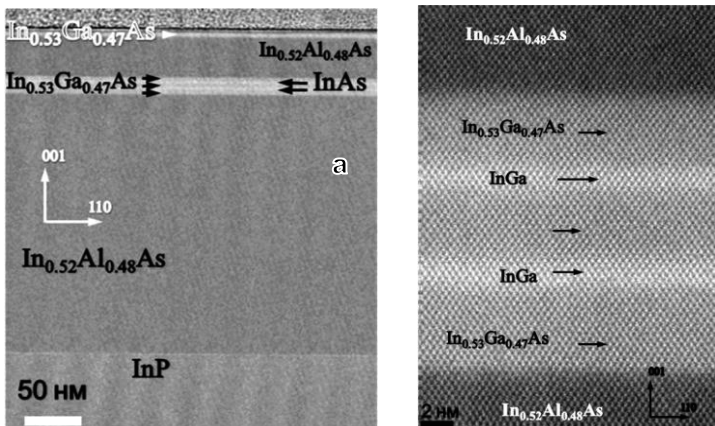 In0.53Ga0.47As
In0.52Al0.48As
In0.53Ga0.47As
InAs
a
001
110
In0.52Al0.48As
InP
50 нм
In0.52Al0.48As
In0.53Ga0.47As
InGa
InGa
In0.53Ga0.47As
001
110
2 нм
In0.52Al0.48As